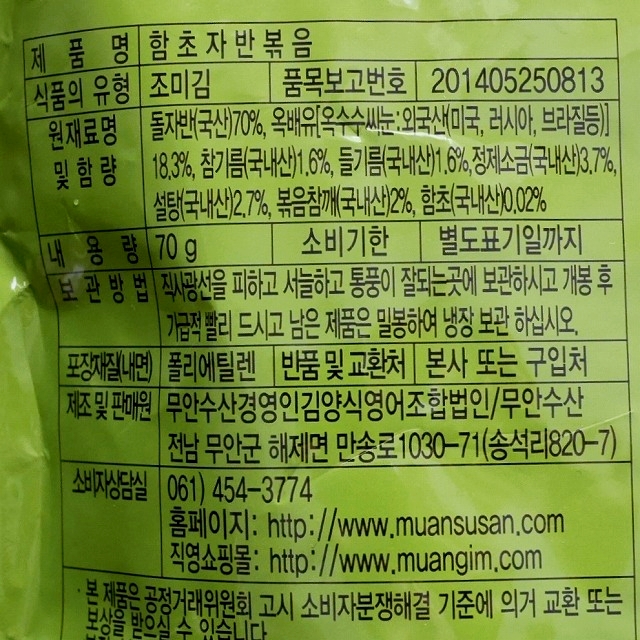 제 품 명 함초자반볶음
식품의 유형 조미김 품목보고번호 201405250813
원재료명 및 함량 돌자반(국산)70%, 옥배유[옥수수씨눈:외국산(미국, 러시아, 브라질등)]
18.3%, 참기름(국내산)1.6%, 들기름(국내산)1.6%,정제소금(국내산)3.7%,
설탕(국내산)2.7%, 볶음참깨(국내산)2%, 함초(국내산)0.02%
내 용 량 70 g 소비기한 별도표기일까지
보 관 방 법 직사광선을 피하고 서늘하고 통풍이 잘되는곳에 보관하시고 개봉 후
가급적 빨리 드시고 남은 제품은 밀봉하여 냉장 보관 하십시오.
포장재질(내면) 폴리에틸렌 반품 및 교환처 본사 또는 구입처
제조 및 판매원 무안수산경영인김양식영어조합법인/무안수산
전남 무안군 해제면 만송로1030-71(송석리820-7)
소비자상담실 061) 454-3774
홈페이지: http://www.muansusan.com
직영쇼핑몰: http://www.muangim.com
본 제품은 공정거래위원회 고시 소비자분쟁해결 기준에 의거 교환 또는
보상을 받으실 수 있습니다